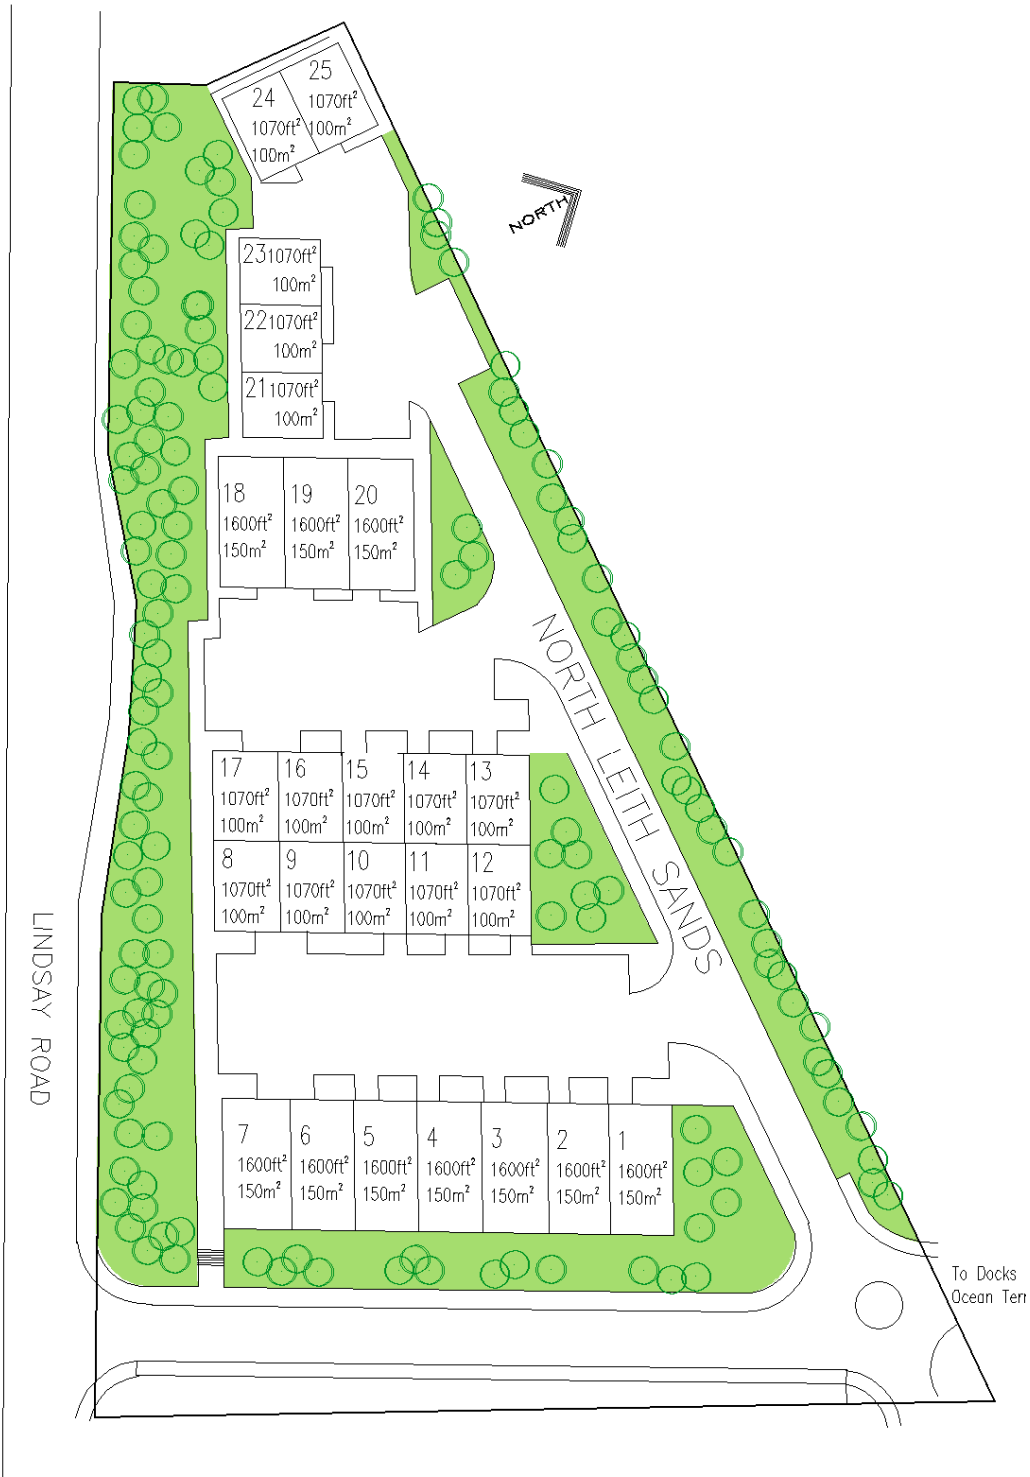 25
1070ft²
100m²
24
1070ft²
100m²
NORTH
23 1070ft²
100m²
22 1070ft²
100m²
21 1070ft²
100m²
18
1600ft²
150m²
19
1600ft²
150m²
20
1600ft²
150m²
NORTH LEITH SANDS
17
1070ft²
100m²
16
1070ft²
100m²
15
1070ft²
100m²
14
1070ft²
100m²
13
1070ft²
100m²
8
1070ft²
100m²
9
1070ft²
100m²
10
1070ft²
100m²
11
1070ft²
100m²
12
1070ft²
100m²
LINDSAY ROAD
7
1600ft²
150m²
6
1600ft²
150m²
5
1600ft²
150m²
4
1600ft²
150m²
3
1600ft²
150m²
2
1600ft²
150m²
1
1600ft²
150m²
To Docks
Ocean Terr